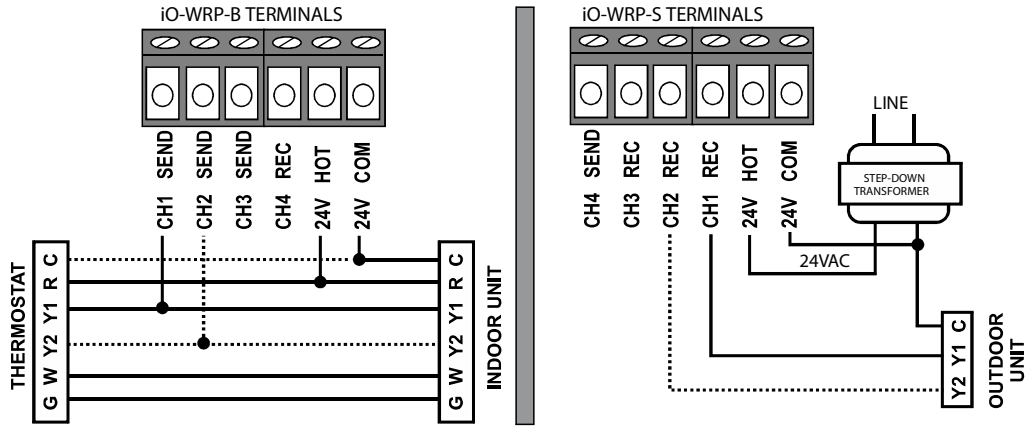 iO-WRP-B TERMINALS
CH1 SEND
CH2 SEND
CH3 SEND
CH4 REC
24V HOT
24V COM
THERMOSTAT
C
R
Y1
Y2
W
G
C
R
Y1
Y2
W
G
INDOOR UNIT
iO-WRP-S TERMINALS
CH4 SEND
CH3 REC
CH2 REC
CH1 REC
24V HOT
24V COM
LINE
STEP-DOWN
TRANSFORMER
24VAC
Y2 Y1 C
OUTDOOR
UNIT